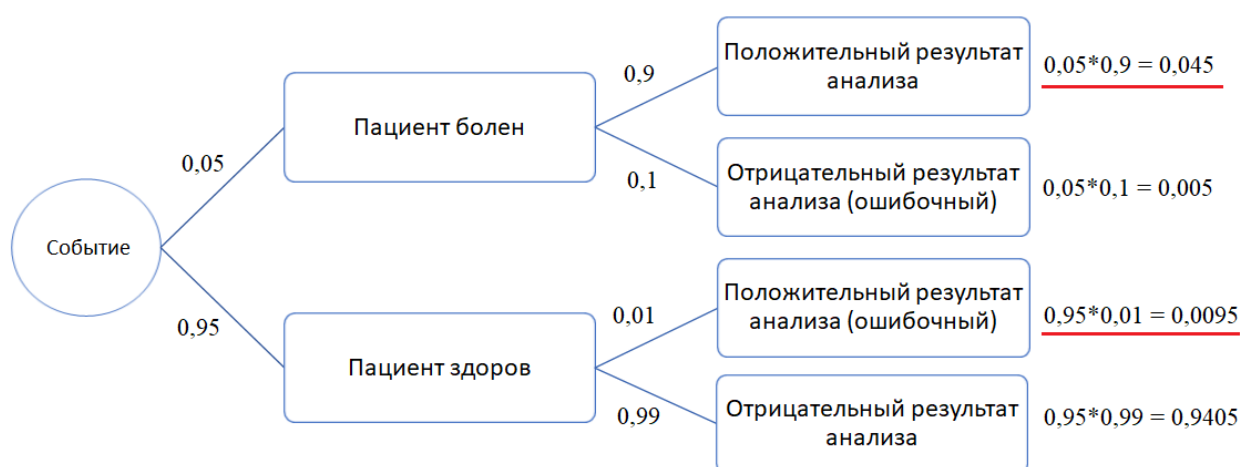 Событие
0,05
0,95
Пациент болен
0,9
0,1
Положительный результат
анализа
0,05*0,9 = 0,045
Отрицательный результат
анализа (ошибочный)
0,05*0,1 = 0,005
Пациент здоров
0,01
0,99
Положительный результат
анализа (ошибочный)
0,95*0,01 = 0,0095
Отрицательный результат
анализа
0,95*0,99 = 0,9405